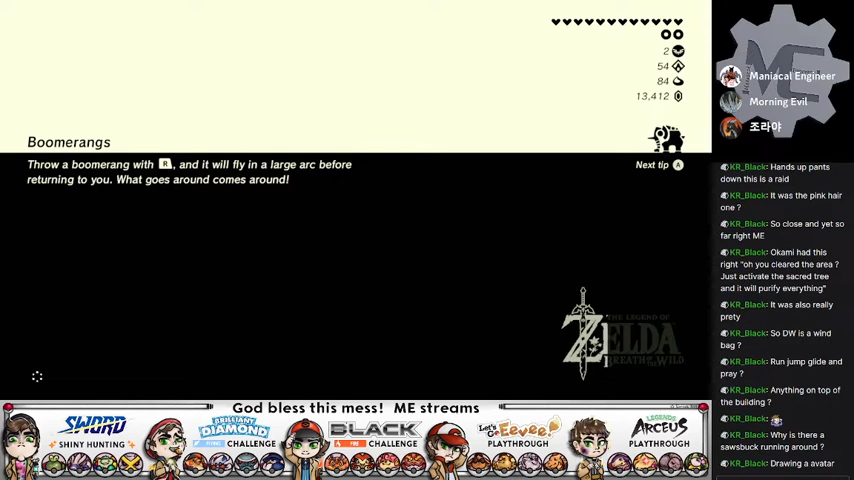 2
54
84
13,412
Boomerangs
Throw a boomerang with R, and it will fly in a large arc before
returning to you. What goes around comes around!
Next tip A
THE LEGEND OF
ZELDA
BREATH OF THE WILD
ME
Maniacal Engineer
Morning Evil
조라야
KR_Black: Hands up pants
down this is a raid
KR_Black: It was the pink hair
one ?
KR_Black: So close and yet so
far right ME
KR_Black: Okami had this
right "oh you cleared the area ?
Just activate the sacred tree
and it will purify everything"
KR_Black: It was also really
prety
KR_Black: So DW is a wind
bag ?
KR_Black: Run jump glide and
pray ?
KR_Black: Anything on top of
the building ?
KR_Black:
KR_Black: Why is there a
sawsbuck running around ?
KR_Black: Drawing a avatar
God bless this mess! ME streams
SWORD
SHINY HUNTING
BRILLIANT
DIAMOND
CHALLENGE
BLACK
FIRE CHALLENGE
Let's Go Eevee!
PLAYTHROUGH
LEGENDS
ARCEUS
PLAYTHROUGH